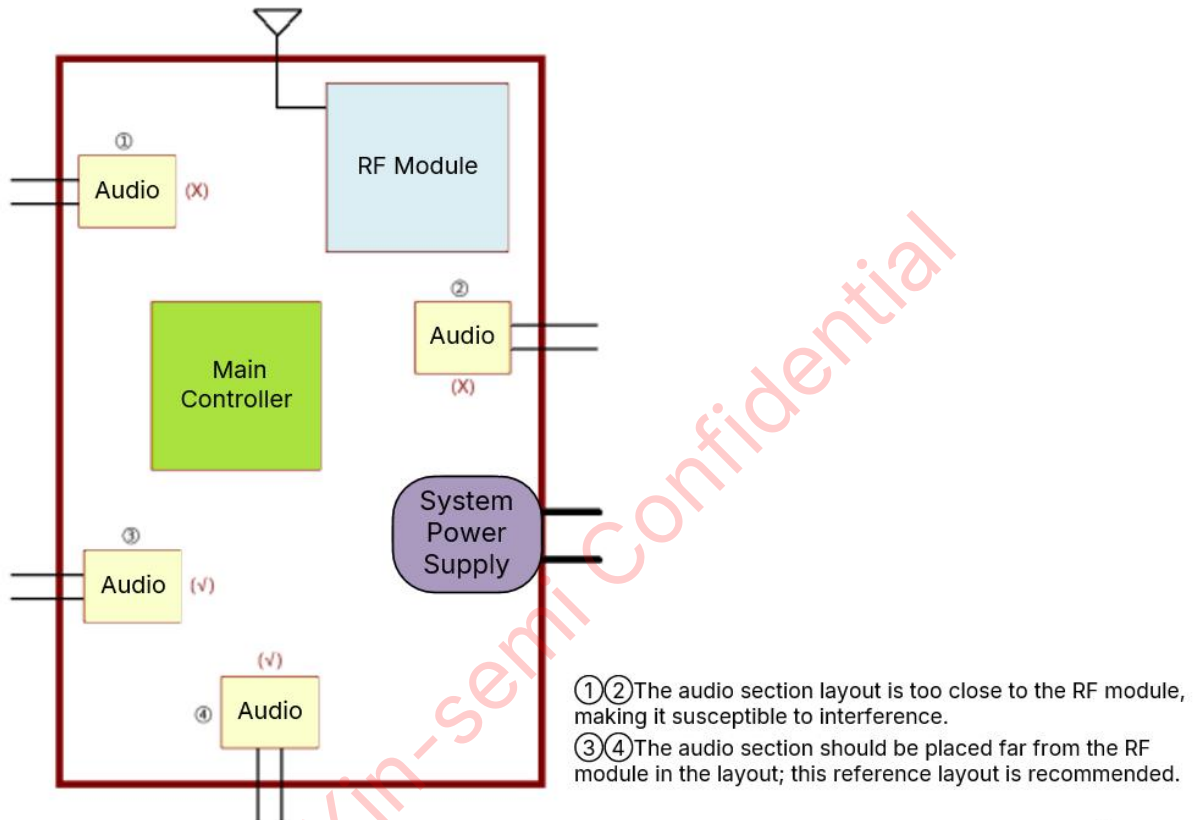 ①
Audio
(X)
RF Module
②
Audio
(X)
Main
Controller
System
Power
Supply
③
Audio
(√)
(√)
④
Audio
①②The audio section layout is too close to the RF module,
making it susceptible to interference.
③④The audio section should be placed far from the RF
module in the layout; this reference layout is recommended.
in-semi Confidential